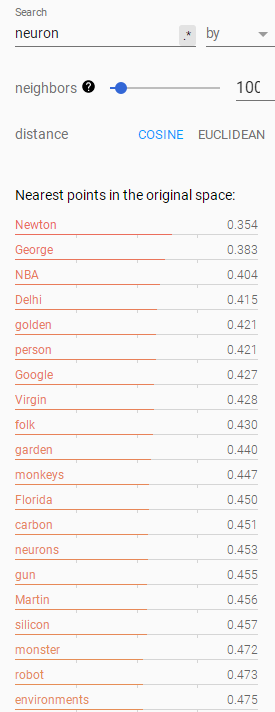 Search
neuron .* by
neighbors ? 100
distance COSINE EUCLIDEAN
Nearest points in the original space:
Newton 0.354
George 0.383
NBA 0.404
Delhi 0.415
golden 0.421
person 0.421
Google 0.427
Virgin 0.428
folk 0.430
garden 0.440
monkeys 0.447
Florida 0.450
carbon 0.451
neurons 0.453
gun 0.455
Martin 0.456
silicon 0.457
monster 0.472
robot 0.473
environments 0.475